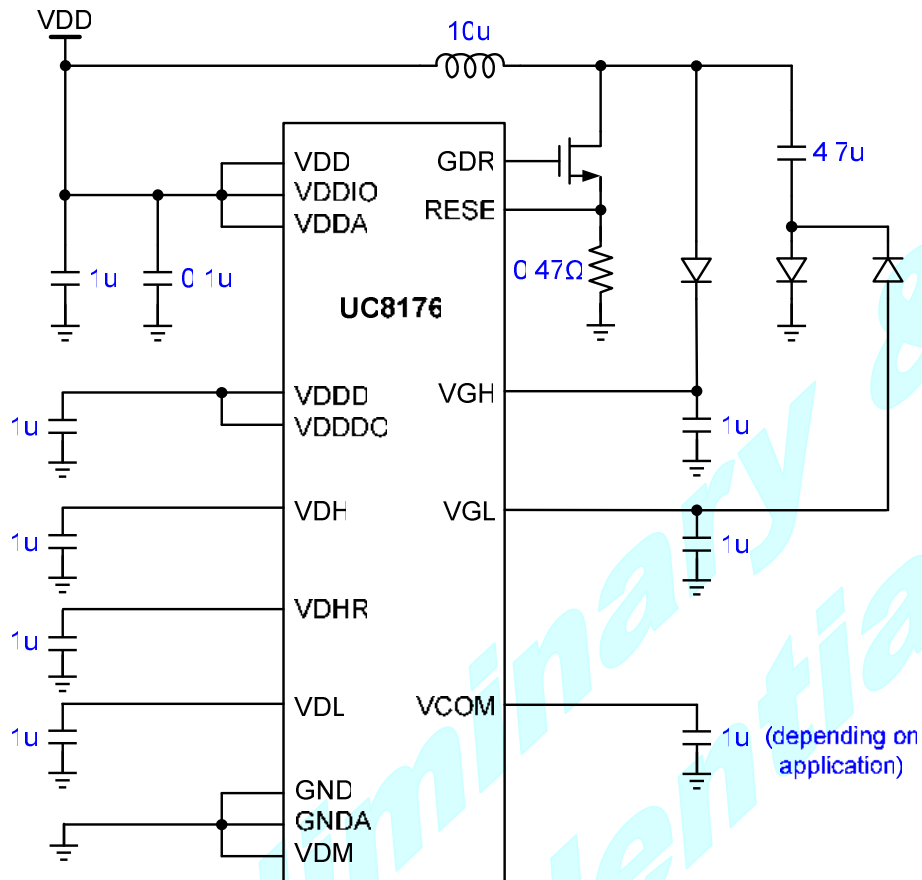 VDD
10u
VDD
VDDIO
VDDA
GDR
RESE
4.7u
1u
0.1u
0.47Ω
UC8176
VDDD
VDDDO
VGH
1u
1u
VDH
VGL
1u
1u
VDHR
1u
VDL
VCOM
1u
1u (depending on
application)
GND
GNDA
VDM